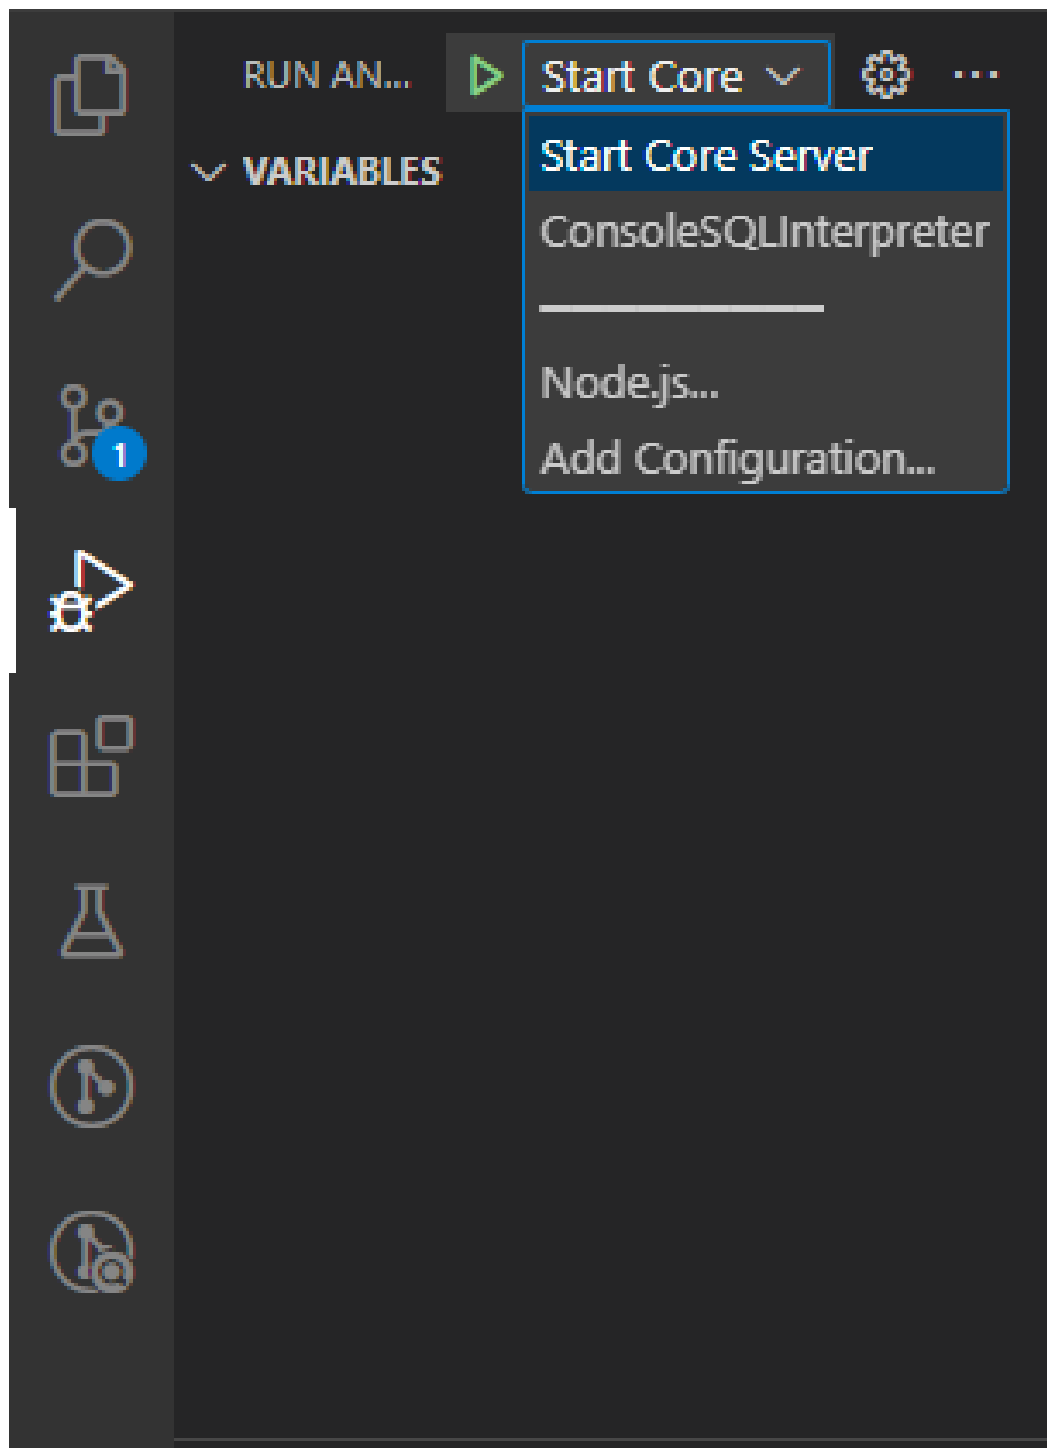 RUN AN... Start Core
VARIABLES
Start Core Server
ConsoleSQLInterpreter
Node.js...
Add Configuration...
1